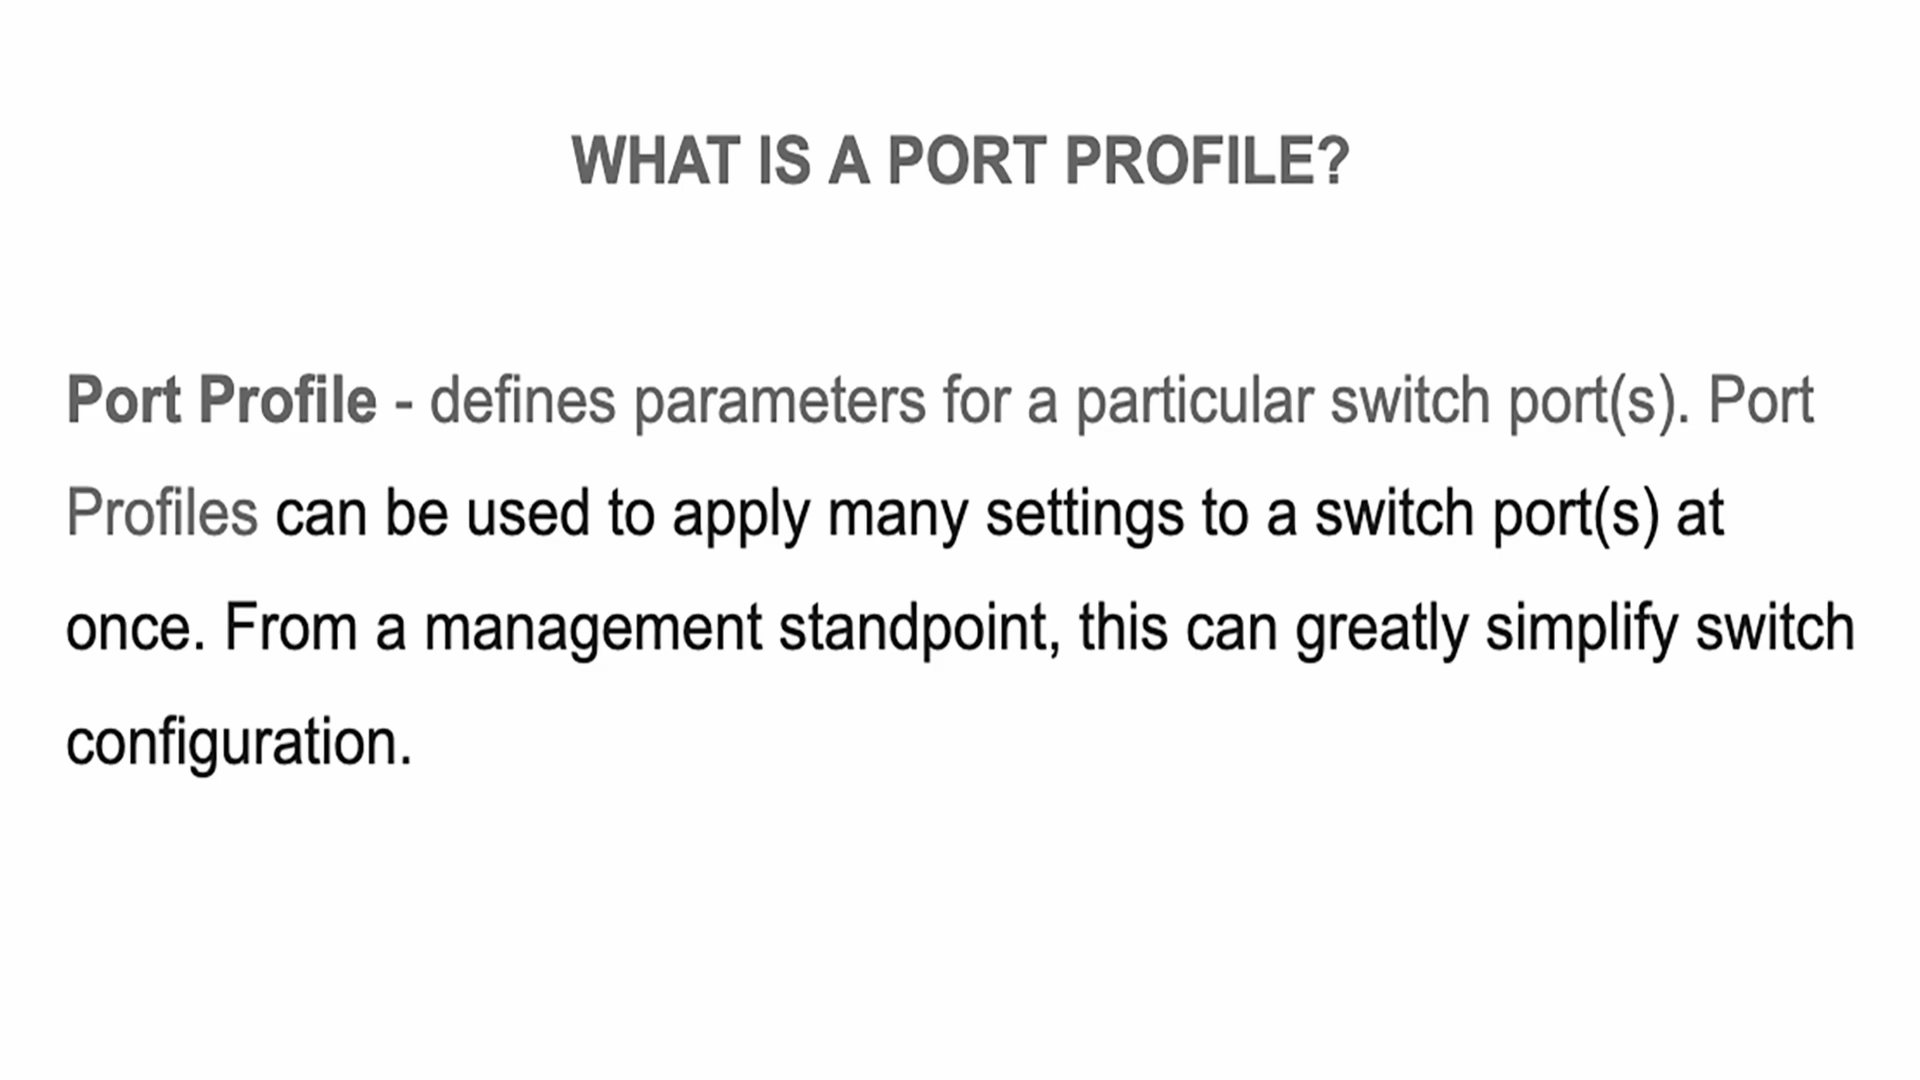 WHAT IS A PORT PROFILE?
Port Profile - defines parameters for a particular switch port(s). Port
Profiles can be used to apply many settings to a switch port(s) at
once. From a management standpoint, this can greatly simplify switch
configuration.